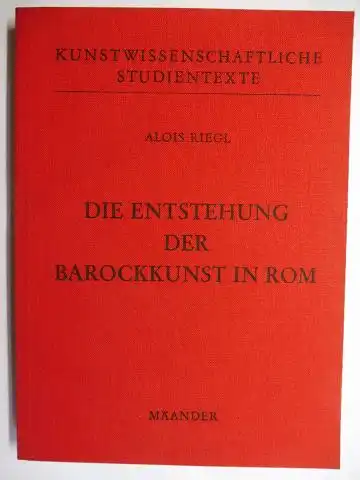 KUNSTWISSENSCHAFTLICHE
STUDIENTEXTE
ALOIS RIEGL
DIE ENTSTEHUNG
DER
BAROCKKUNST IN ROM
MÄANDER